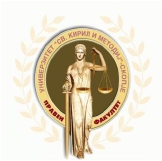 УНИВЕРЗИТЕТ "СВ. КИРИЛ И МЕТОДИЈ" - СКОПЈЕ
ПРАВЕН ФАКУЛТЕТ